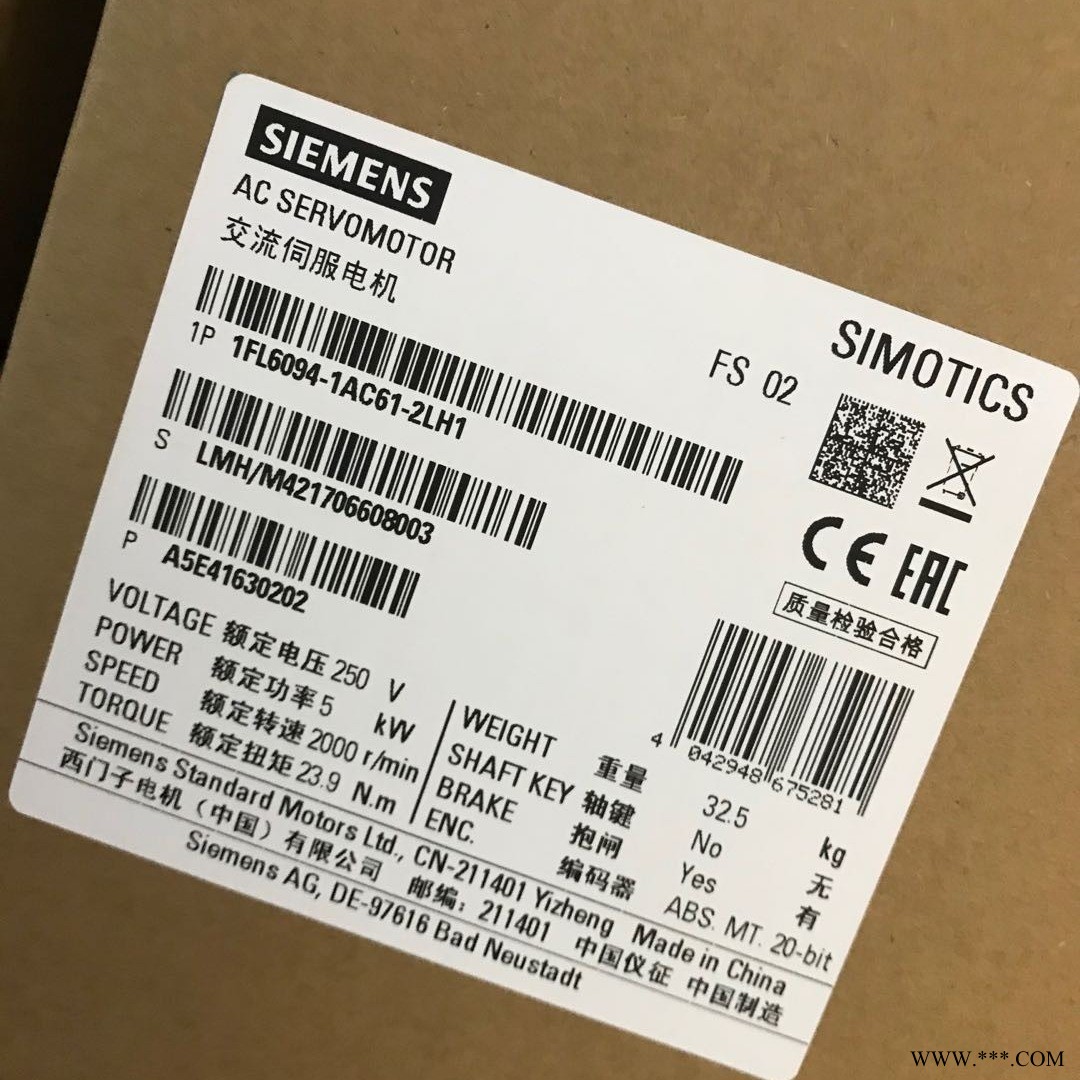 SIEMENS
AC SERVOMOTOR
交流伺服电机
SIMOTICS
FS 02
1P 1FL6094-1AC61-2LH1
S LMH/M421706608003
P A5E41630202
CE EAC
质量检验合格
4 042948 675281
VOLTAGE 额定电压 250 V
POWER 额定功率 5 kW
SPEED 额定转速 2000 r/min
TORQUE 额定扭矩 23.9 N.m
WEIGHT 重量 32.5 kg
SHAFT KEY 轴键 No 无
BRAKE 抱闸 Yes 有
ENC. 编码器 ABS. MT. 20-bit
Siemens Standard Motors Ltd., CN-211401 Yizheng Made in China
西门子电机（中国）有限公司 邮编：211401 中国仪征 中国制造
Siemens AG, DE-97616 Bad Neustadt
WWW.***.COM